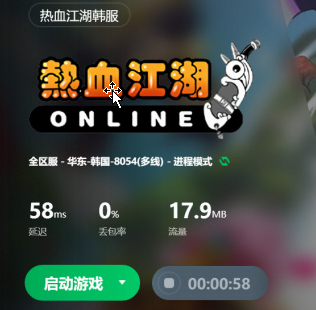 热血江湖韩服
熱血江湖
ONLINE
全区服 - 华东-韩国-8054(多线) - 进程模式
58ms 0% 17.9MB
延迟 丢包率 流量
启动游戏 00:00:58